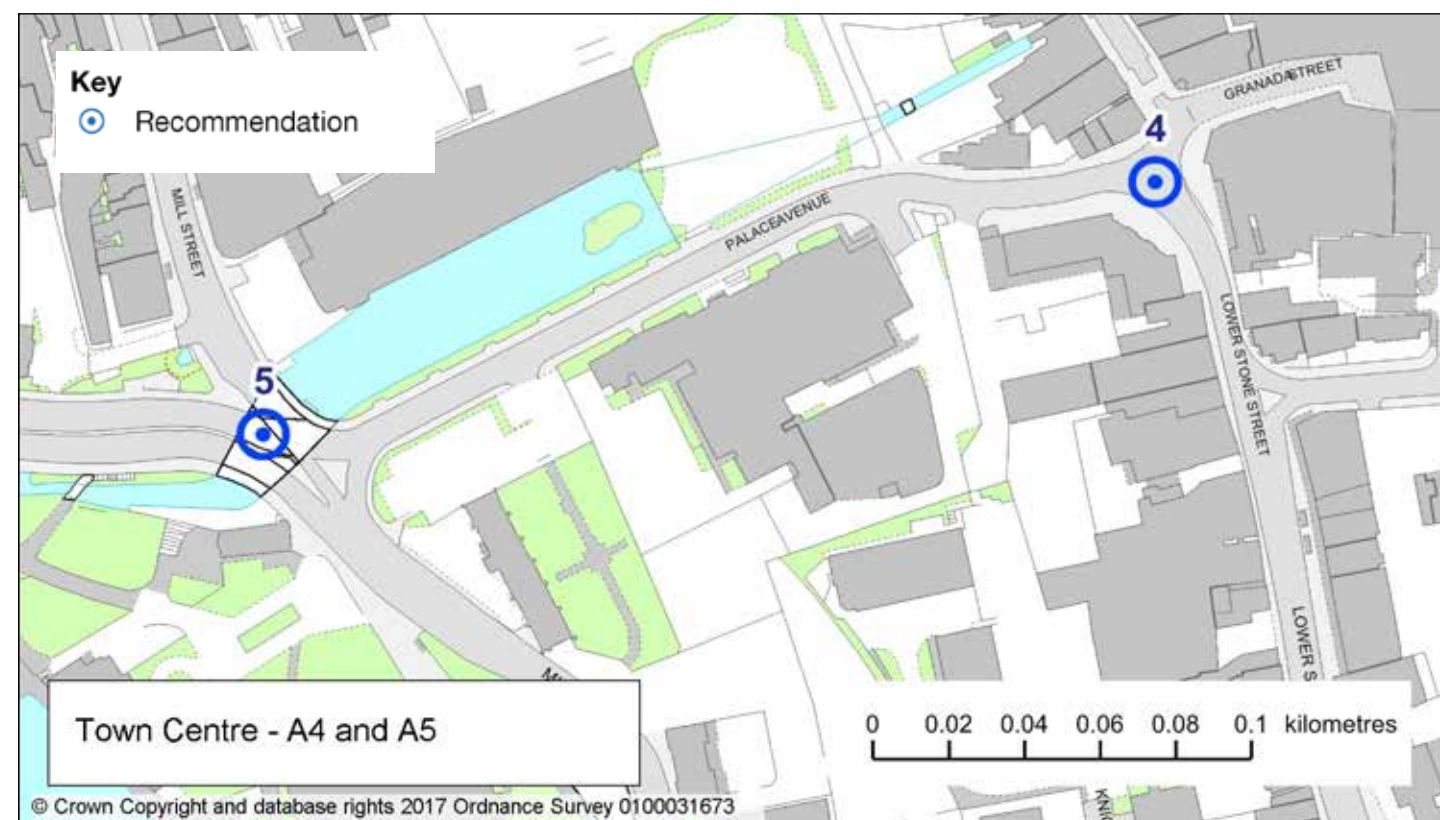 Key
Recommendation
GRANADA STREET
4
MILL STREET
PALACE AVENUE
5
LOWER STONE STREET
LOWER S
Town Centre - A4 and A5
0 0.02 0.04 0.06 0.08 0.1 kilometres
© Crown Copyright and database rights 2017 Ordnance Survey 0100031673